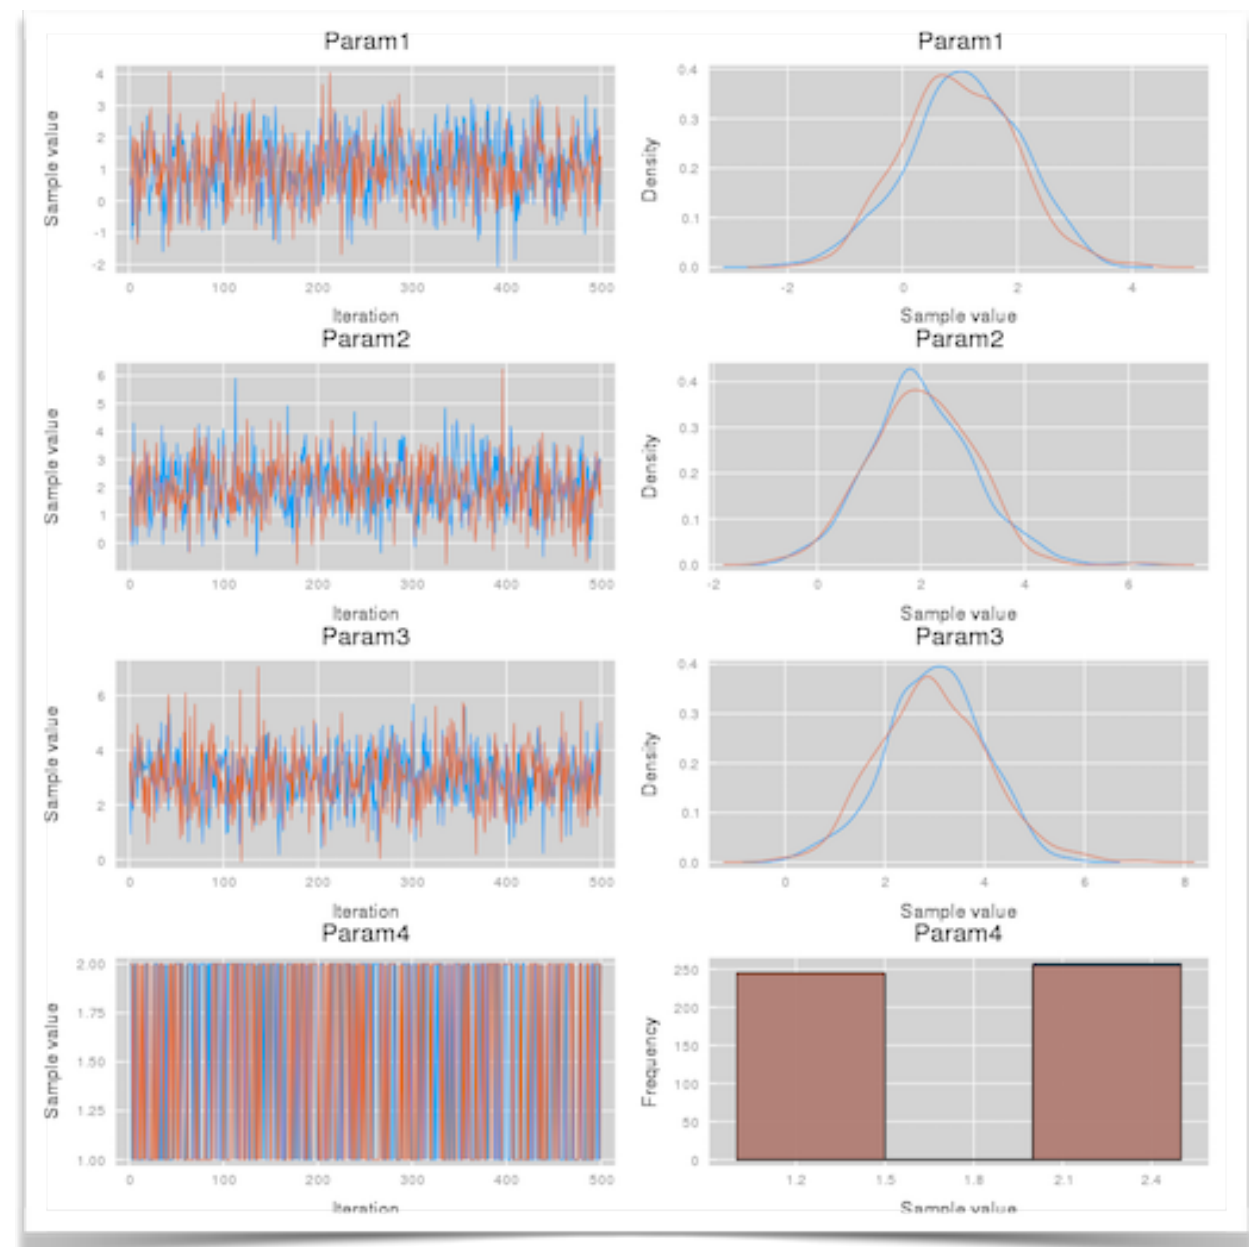 Param1
Param1
Sample value
4
3
2
1
0
-1
-2
0 100 200 300 400 500
Iteration
Density
0.4
0.3
0.2
0.1
0.0
-2 0 2 4
Sample value
Param2
Param2
Sample value
6
5
4
3
2
1
0
0 100 200 300 400 500
Iteration
Density
0.4
0.3
0.2
0.1
0.0
-2 0 2 4 6
Sample value
Param3
Param3
Sample value
6
4
2
0
0 100 200 300 400 500
Iteration
Density
0.4
0.3
0.2
0.1
0.0
0 2 4 6 8
Sample value
Param4
Param4
Sample value
2.00
1.75
1.50
1.25
1.00
0 100 200 300 400 500
Iteration
Frequency
250
200
150
100
50
0
1.2 1.5 1.8 2.1 2.4
Sample value